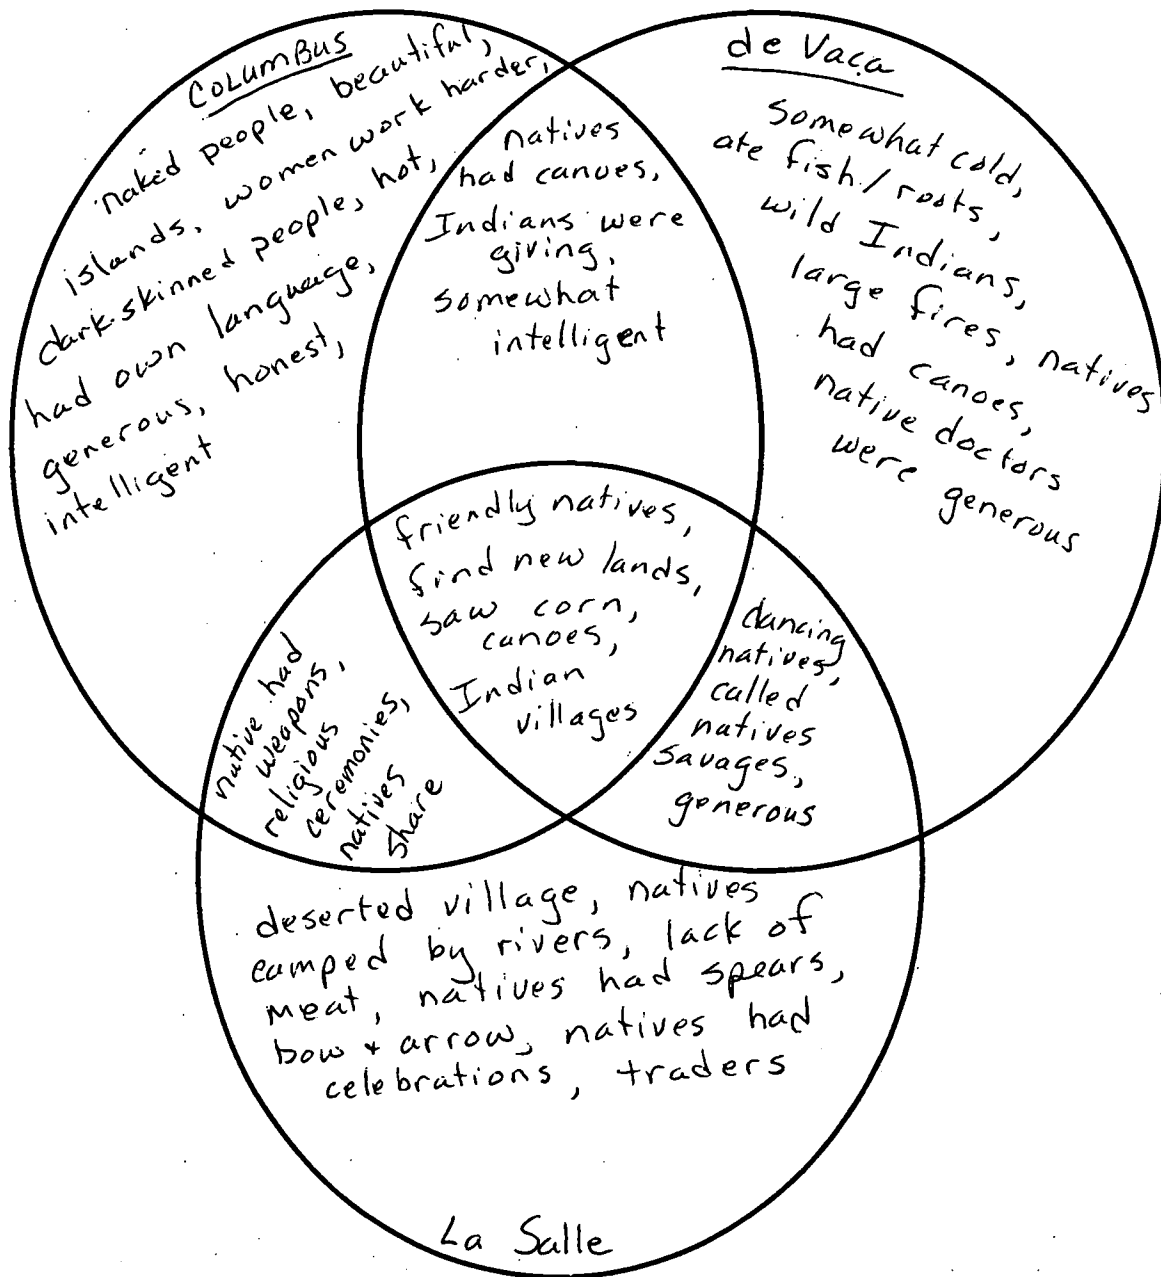 Columbus
naked people, beautiful,
islands, women work harder,
dark-skinned people, hot,
had own language,
generous, honest,
intelligent
de Vaca
somewhat cold,
ate fish/roots,
wild Indians,
large fires, natives
had canoes,
native doctors
were generous
natives
had canoes,
Indians were
giving,
somewhat
intelligent
friendly natives,
find new lands,
saw corn,
canoes,
Indian
villages
native had
weapons,
religious
ceremonies,
natives
share
dancing
natives,
called
natives
savages,
generous
deserted village, natives
camped by rivers, lack of
meat, natives had spears,
bow + arrow, natives had
celebrations, traders
La Salle